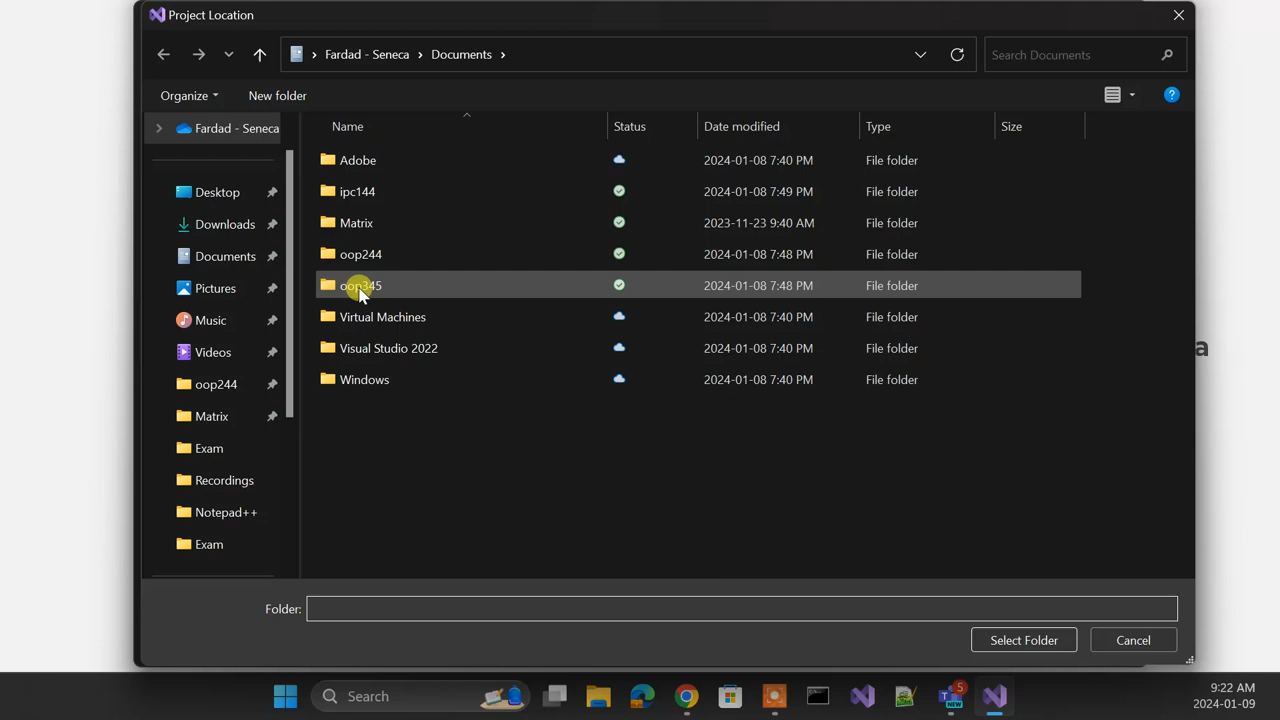 Project Location
Fardad - Seneca > Documents >
Search Documents
Organize
New folder
Fardad - Seneca
Desktop
Downloads
Documents
Pictures
Music
Videos
oop244
Matrix
Exam
Recordings
Notepad++
Exam
Name Status Date modified Type Size
Adobe 2024-01-08 7:40 PM File folder
ipc144 2024-01-08 7:49 PM File folder
Matrix 2023-11-23 9:40 AM File folder
oop244 2024-01-08 7:48 PM File folder
oop345 2024-01-08 7:48 PM File folder
Virtual Machines 2024-01-08 7:40 PM File folder
Visual Studio 2022 2024-01-08 7:40 PM File folder
Windows 2024-01-08 7:40 PM File folder
a
Folder:
Select Folder
Cancel
Search
5
NEW
9:22 AM
2024-01-09